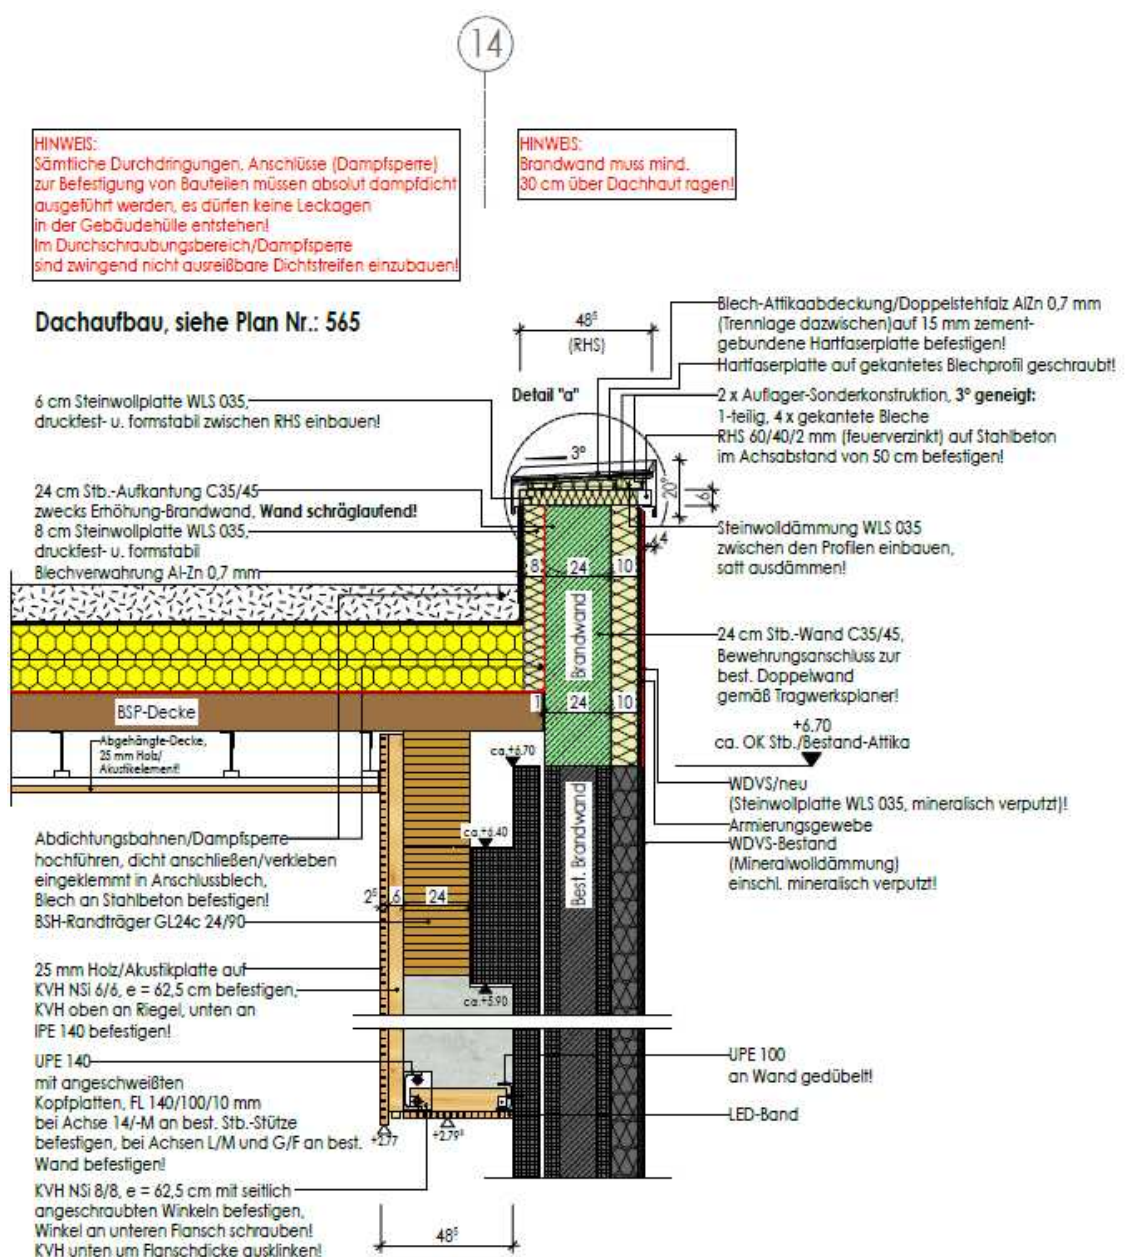 14
HINWEIS:
Sämtliche Durchdringungen, Anschlüsse (Dampfsperre)
zur Befestigung von Bauteilen müssen absolut dampfdicht
ausgeführt werden, es dürfen keine Leckagen
in der Gebäudehülle entstehen!
Im Durchschraubungsbereich/Dampfsperre
sind zwingend nicht ausreißbare Dichtstreifen einzubauen!
HINWEIS:
Brandwand muss mind.
30 cm über Dachhaut ragen!
Dachaufbau, siehe Plan Nr.: 565
48⁵
(RHS)
Blech-Attikaabdeckung/Doppelstehfalz AlZn 0,7 mm
(Trennlage dazwischen)auf 15 mm zement-
gebundene Hartfaserplatte befestigen!
Hartfaserplatte auf gekantetes Blechprofil geschraubt!
Detail "a"
2 x Auflager-Sonderkonstruktion, 3° geneigt:
1-teilig, 4 x gekantete Bleche
RHS 60/40/2 mm (feuerverzinkt) auf Stahlbeton
im Achsabstand von 50 cm befestigen!
6 cm Steinwollplatte WLS 035,
druckfest- u. formstabil zwischen RHS einbauen!
3°
6
4
24 cm Stb.-Aufkantung C35/45
zwecks Erhöhung-Brandwand, Wand schräglaufend!
8 cm Steinwollplatte WLS 035,
druckfest- u. formstabil
Blechverwahrung Al-Zn 0,7 mm
Steinwolldämmung WLS 035
zwischen den Profilen einbauen,
satt ausdämmen!
8 24 10
Brandwand
24 cm Stb.-Wand C35/45,
Bewehrungsanschluss zur
best. Doppelwand
gemäß Tragwerksplaner!
1 24 10
BSP-Decke
Abgehängte-Decke,
25 mm Holz/
Akustikelement!
ca.+6.70
+6.70
ca. OK Stb./Bestand-Attika
WDVS/neu
(Steinwollplatte WLS 035, mineralisch verputzt)!
Armierungsgewebe
WDVS-Bestand
(Mineralwolldämmung)
einschl. mineralisch verputzt!
Best. Brandwand
ca.+6.40
Abdichtungsbahnen/Dampfsperre
hochführen, dicht anschließen/verkleben
eingeklemmt in Anschlussblech,
Blech an Stahlbeton befestigen!
BSH-Randträger GL24c 24/90
2⁵ 6 24
25 mm Holz/Akustikplatte auf
KVH NSi 6/6, e = 62,5 cm befestigen,
KVH oben an Riegel, unten an
IPE 140 befestigen!
ca.+5.90
UPE 140
mit angeschweißten
Kopfplatten, FL 140/100/10 mm
bei Achse 14/-M an best. Stb.-Stütze
befestigen, bei Achsen L/M und G/F an best.
Wand befestigen!
UPE 100
an Wand gedübelt!
LED-Band
+2.77
+2.79⁵
KVH NSi 8/8, e = 62,5 cm mit seitlich
angeschraubten Winkeln befestigen,
Winkel an unteren Flansch schrauben!
KVH unten um Flanschdicke ausklinken!
48⁵